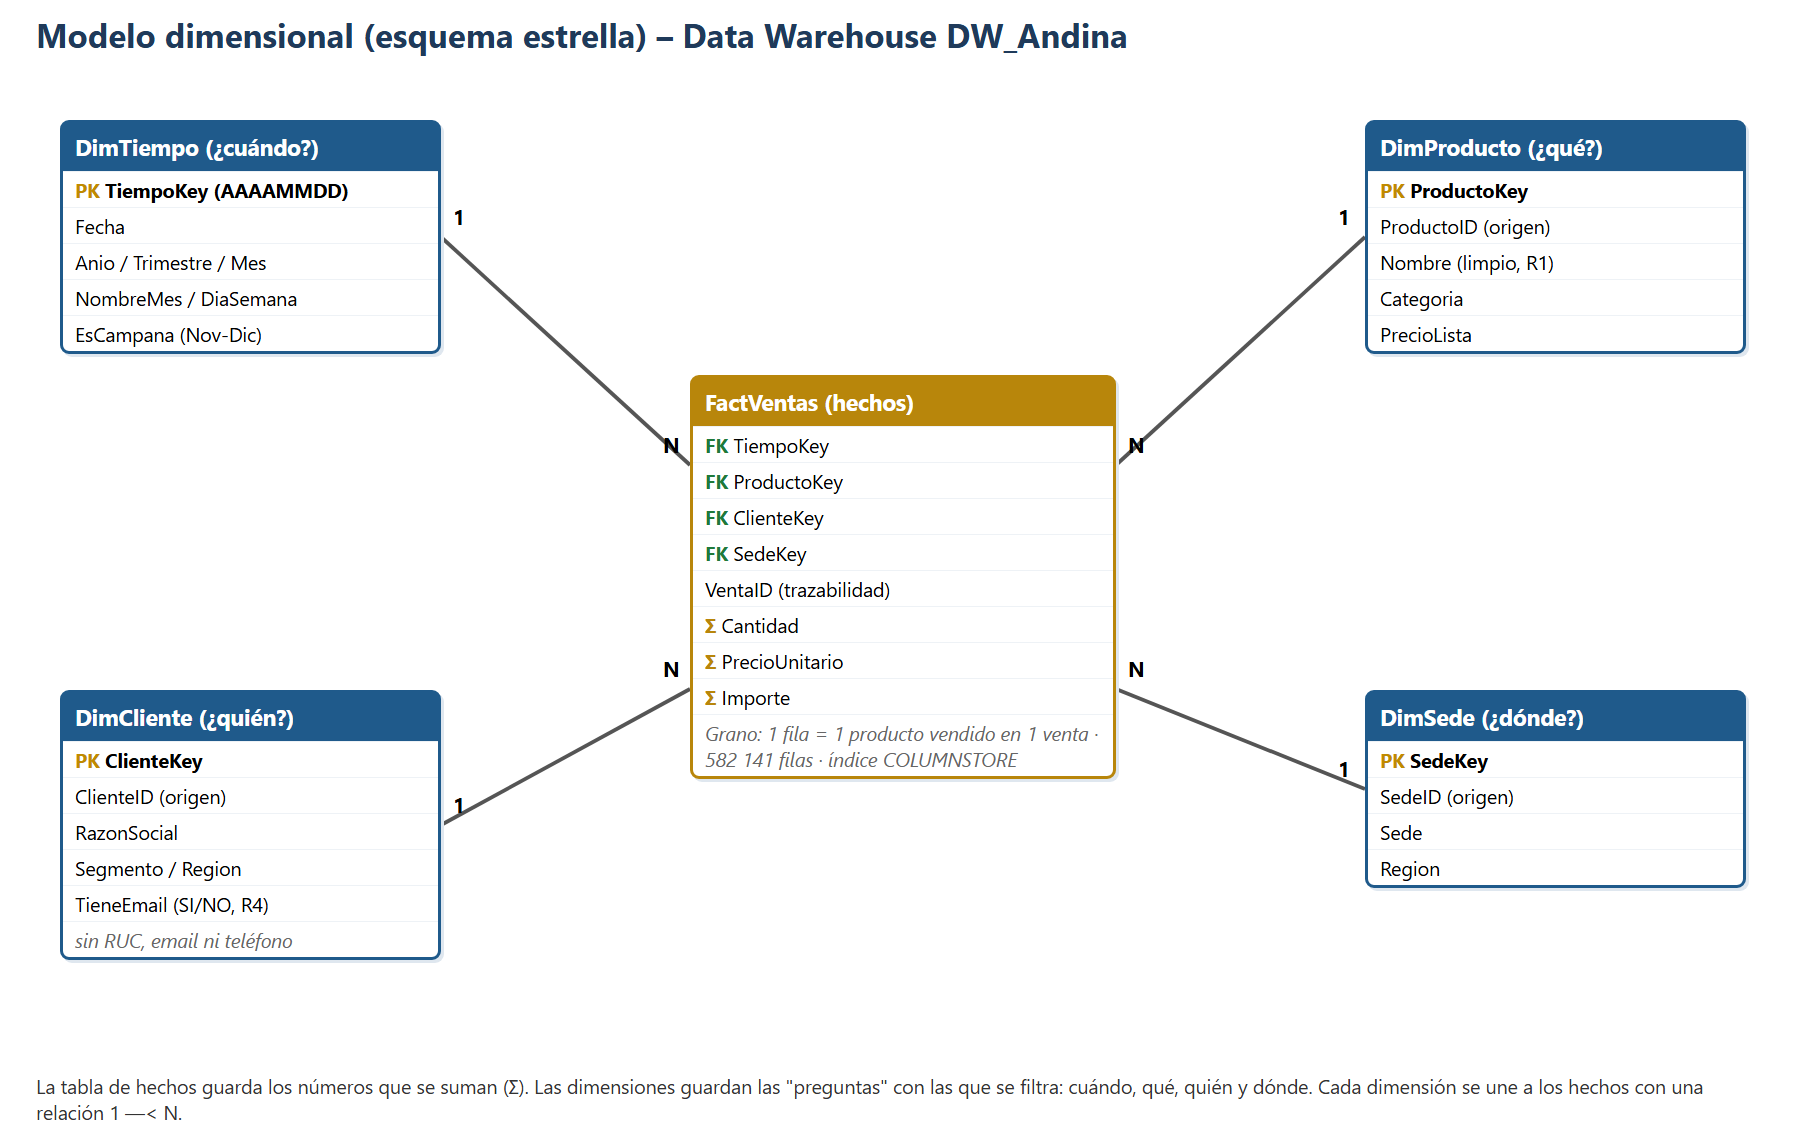 Modelo dimensional (esquema estrella) – Data Warehouse DW_Andina
DimTiempo (¿cuándo?)
PK TiempoKey (AAAAMMDD)
Fecha
Anio / Trimestre / Mes
NombreMes / DiaSemana
EsCampana (Nov-Dic)
1
N
DimProducto (¿qué?)
PK ProductoKey
ProductoID (origen)
Nombre (limpio, R1)
Categoria
PrecioLista
1
N
FactVentas (hechos)
FK TiempoKey
FK ProductoKey
FK ClienteKey
FK SedeKey
VentaID (trazabilidad)
Σ Cantidad
Σ PrecioUnitario
Σ Importe
Grano: 1 fila = 1 producto vendido en 1 venta ·
582 141 filas · índice COLUMNSTORE
N
1
DimCliente (¿quién?)
PK ClienteKey
ClienteID (origen)
RazonSocial
Segmento / Region
TieneEmail (SI/NO, R4)
sin RUC, email ni teléfono
N
1
DimSede (¿dónde?)
PK SedeKey
SedeID (origen)
Sede
Region
La tabla de hechos guarda los números que se suman (Σ). Las dimensiones guardan las "preguntas" con las que se filtra: cuándo, qué, quién y dónde. Cada dimensión se une a los hechos con una
relación 1 —< N.